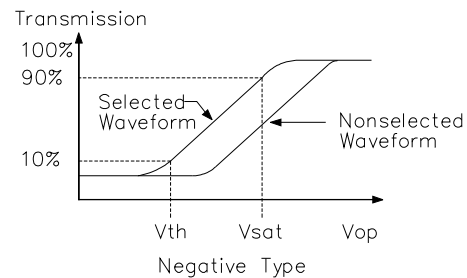 Transmission
100%
90%
Selected
Waveform
Nonselected
Waveform
10%
Vth
Vsat
Vop
Negative Type